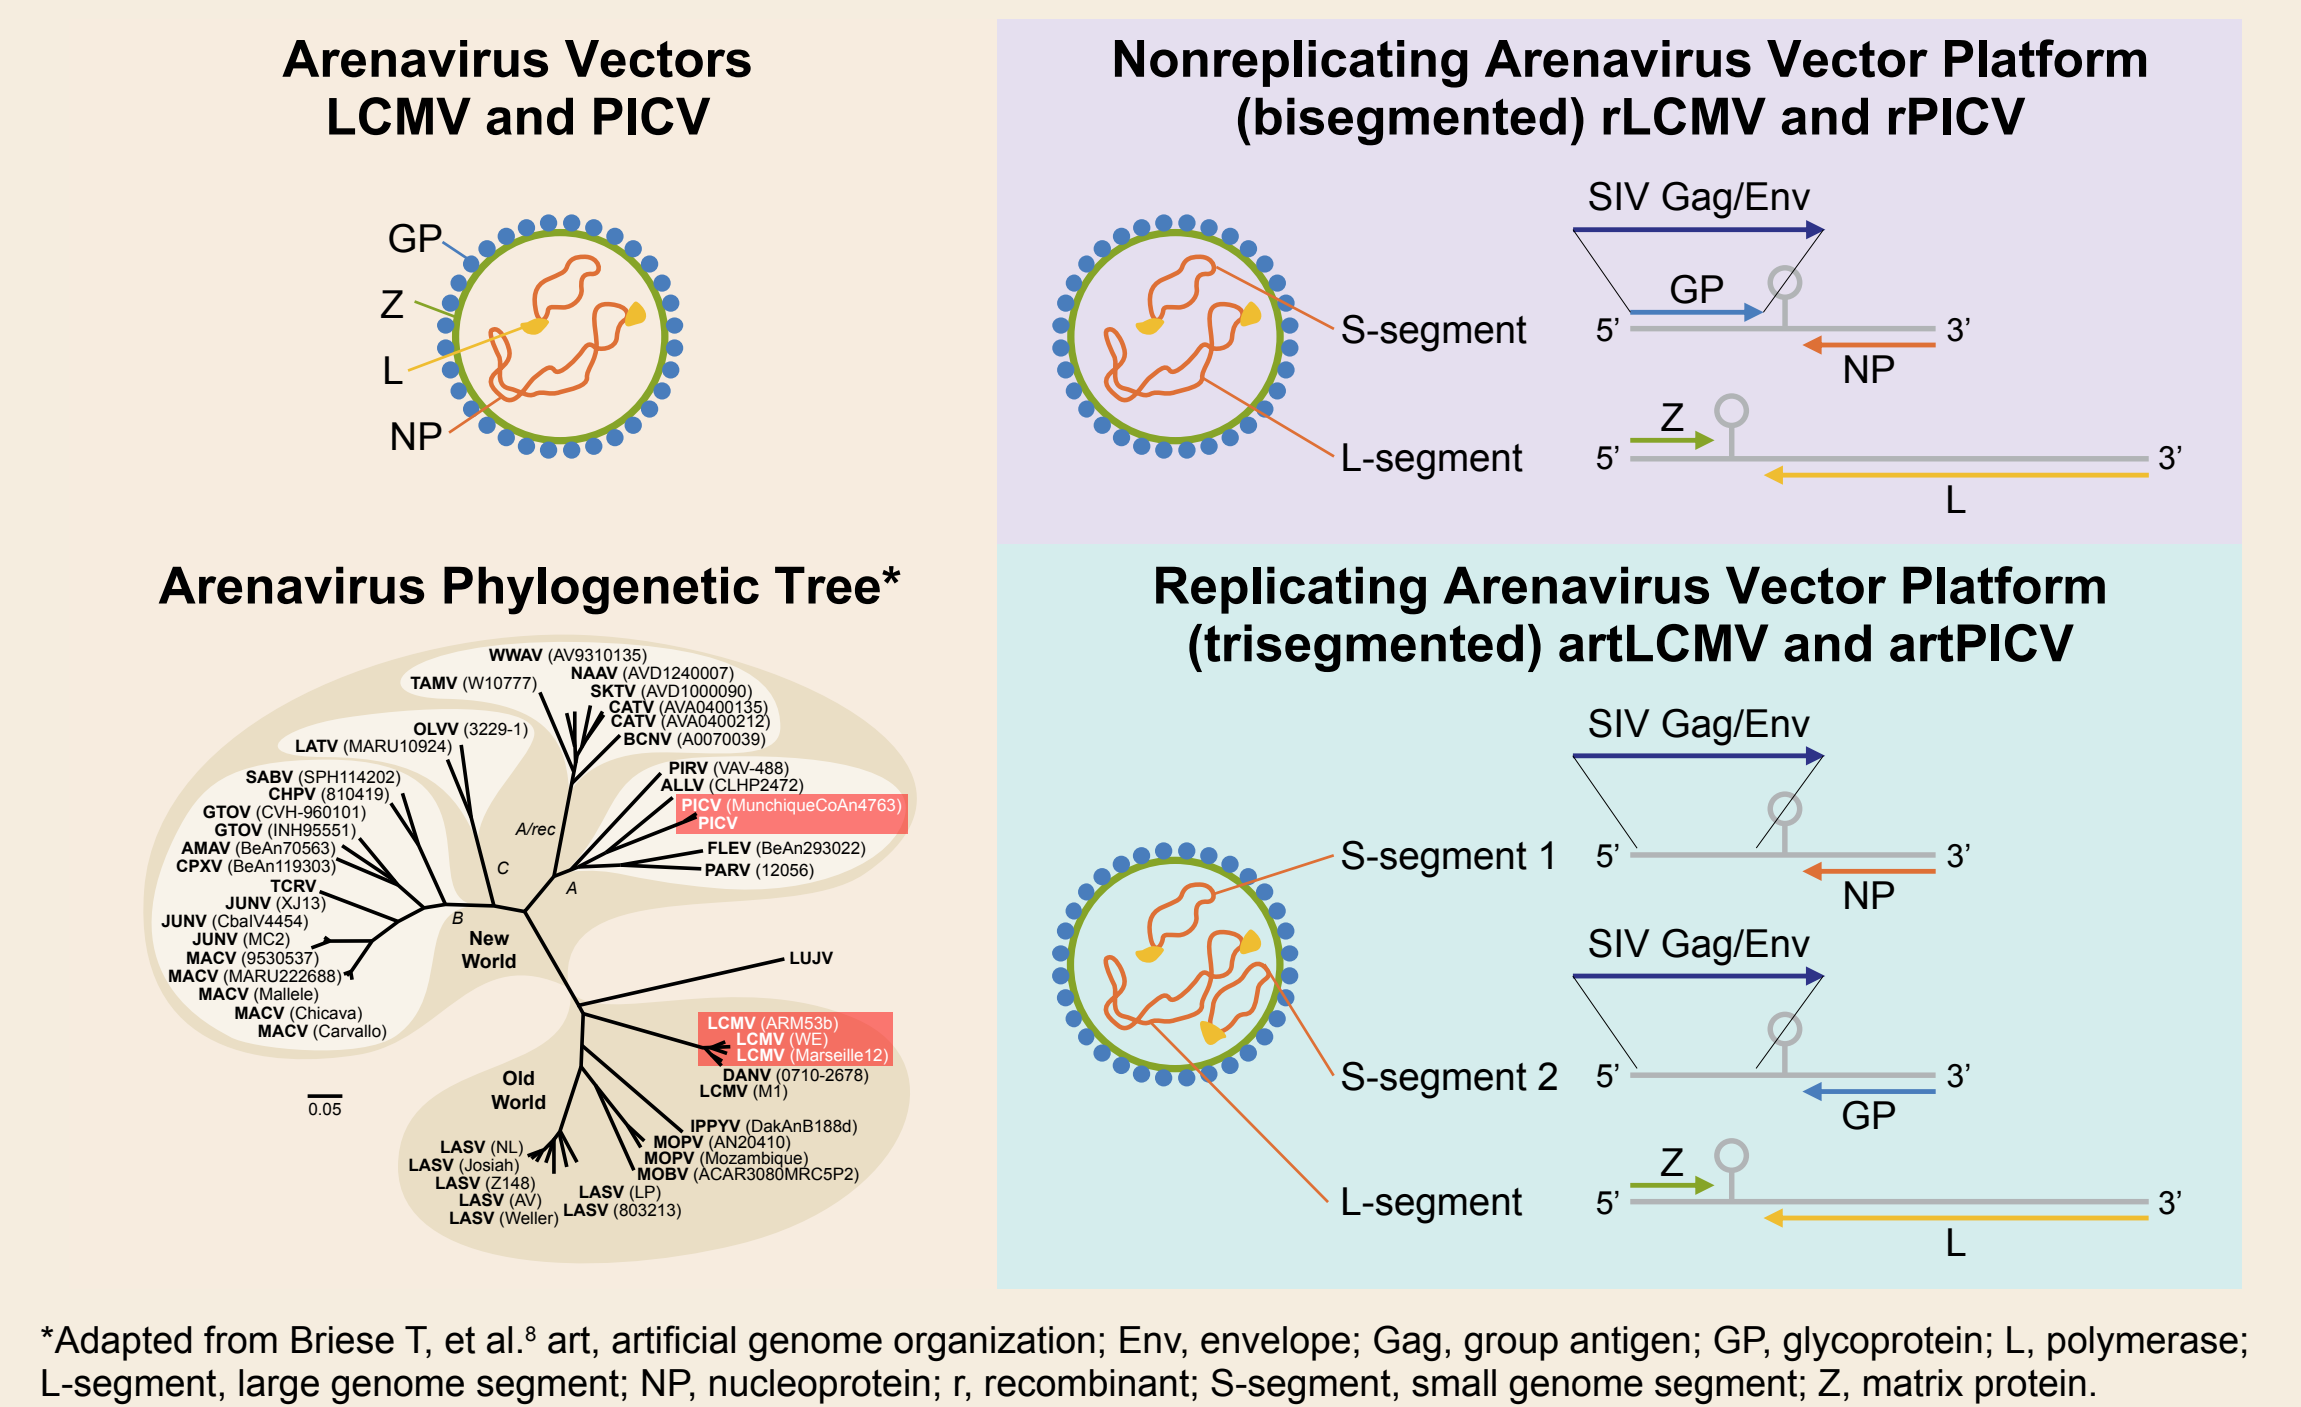 Arenavirus Vectors
LCMV and PICV
GP
Z
L
NP
Nonreplicating Arenavirus Vector Platform
(bisegmented) rLCMV and rPICV
SIV Gag/Env
GP
S-segment
5’
3’
NP
Z
L-segment
5’
3’
L
Arenavirus Phylogenetic Tree*
WWAV (AV9310135)
NAAV (AVD1240007)
TAMV (W10777)
SKTV (AVD1000090)
CATV (AVA0400135)
CATV (AVA0400212)
BCNV (A0070039)
OLVV (3229-1)
LATV (MARU10924)
PIRV (VAV-488)
ALLV (CLHP2472)
PICV (MunchiqueCoAn4763)
PICV
FLEV (BeAn293022)
PARV (12056)
SABV (SPH114202)
CHPV (810419)
GTOV (CVH-960101)
GTOV (INH95551)
AMAV (BeAn70563)
CPXV (BeAn119303)
TCRV
JUNV (XJ13)
JUNV (CbalV4454)
JUNV (MC2)
MACV (9530537)
MACV (MARU222688)
MACV (Mallele)
MACV (Chicava)
MACV (Carvallo)
A/rec
C
A
B
New
World
LUJV
LCMV (ARM53b)
LCMV (WE)
LCMV (Marseille12)
DANV (0710-2678)
LCMV (M1)
Old
World
0.05
IPPYV (DakAnB188d)
MOPV (AN20410)
MOPV (Mozambique)
MOBV (ACAR3080MRC5P2)
LASV (NL)
LASV (Josiah)
LASV (Z148)
LASV (AV)
LASV (Weller)
LASV (LP)
LASV (803213)
Replicating Arenavirus Vector Platform
(trisegmented) artLCMV and artPICV
SIV Gag/Env
S-segment 1
5’
3’
NP
SIV Gag/Env
S-segment 2
5’
3’
GP
Z
L-segment
5’
3’
L
*Adapted from Briese T, et al.⁸ art, artificial genome organization; Env, envelope; Gag, group antigen; GP, glycoprotein; L, polymerase;
L-segment, large genome segment; NP, nucleoprotein; r, recombinant; S-segment, small genome segment; Z, matrix protein.